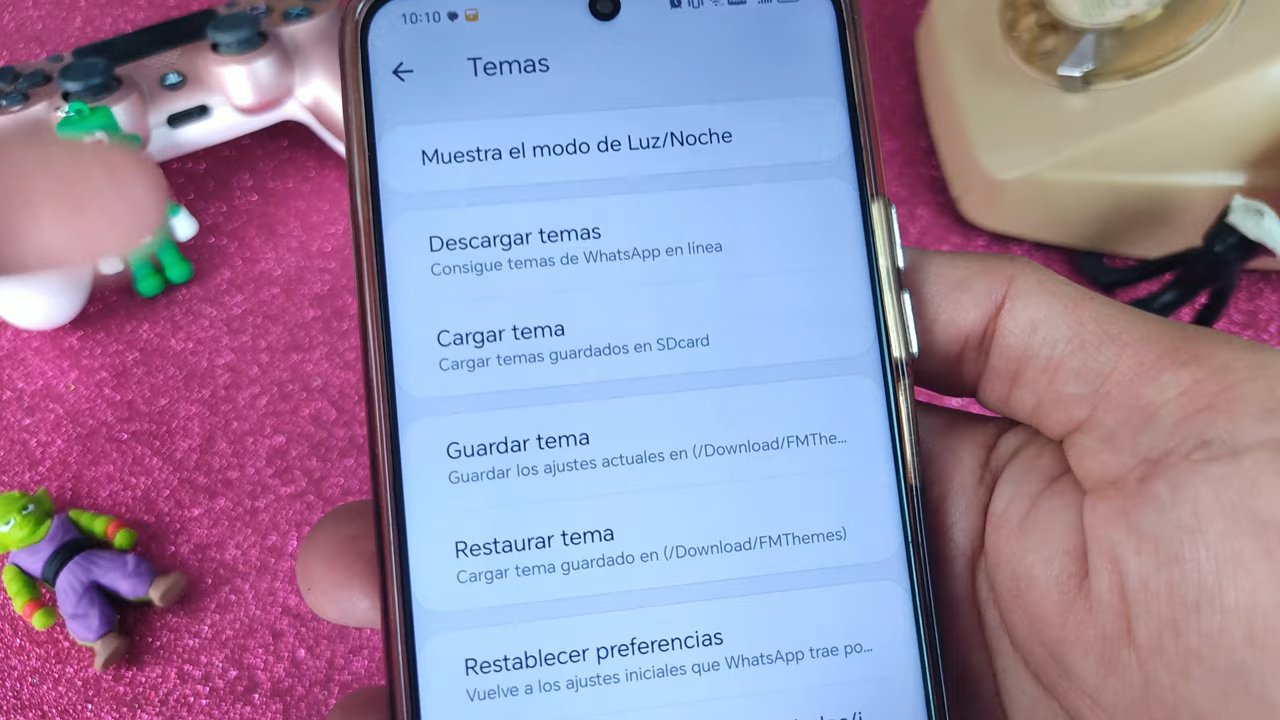 10:10
Temas
Muestra el modo de Luz/Noche
Descargar temas
Consigue temas de WhatsApp en línea
Cargar tema
Cargar temas guardados en SDcard
Guardar tema
Guardar los ajustes actuales en (/Download/FMThe...
Restaurar tema
Cargar tema guardado en (/Download/FMThemes)
Restablecer preferencias
Vuelve a los ajustes iniciales que WhatsApp trae po...